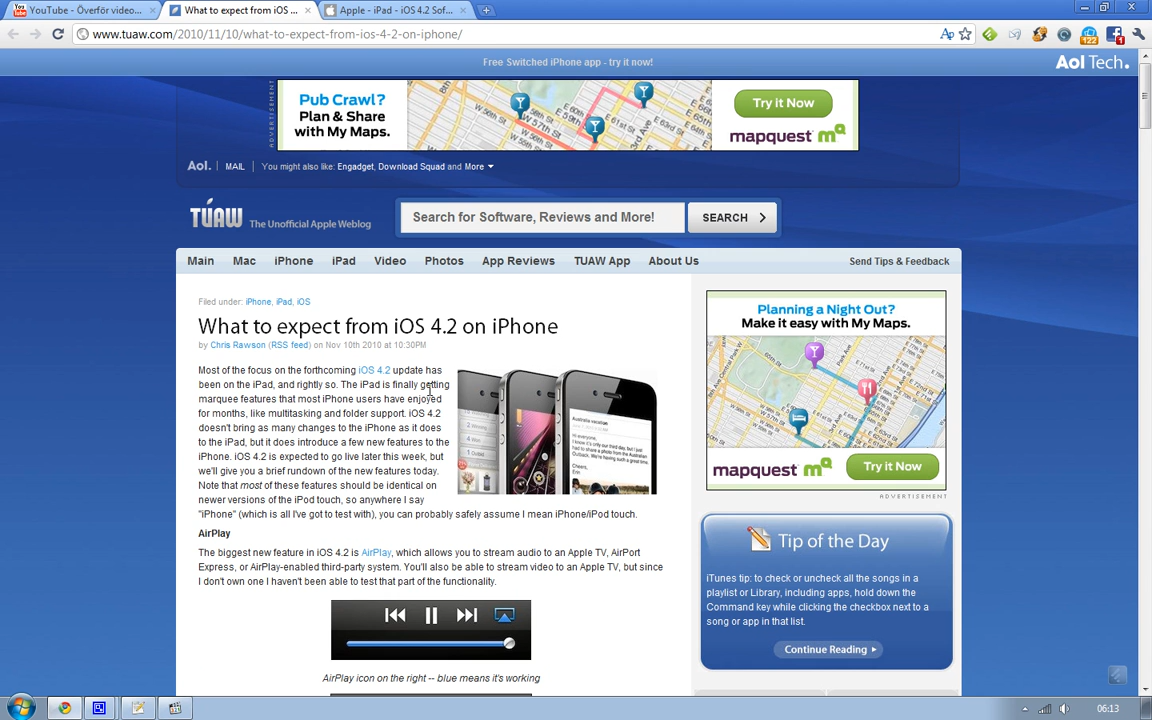 YouTube - Överför video...
What to expect from iOS ...
Apple - iPad - iOS 4.2 Sof...
www.tuaw.com/2010/11/10/what-to-expect-from-ios-4-2-on-iphone/
122
1
Free Switched iPhone app - try it now!
Aol Tech.
ADVERTISEMENT
Pub Crawl?
Plan & Share
with My Maps.
Try it Now
mapquest
Aol.
MAIL
You might also like: Engadget, Download Squad and More
TUAW The Unofficial Apple Weblog
Search for Software, Reviews and More!
SEARCH
Main Mac iPhone iPad Video Photos App Reviews TUAW App About Us
Send Tips & Feedback
Filed under: iPhone, iPad, iOS
What to expect from iOS 4.2 on iPhone
by Chris Rawson (RSS feed) on Nov 10th 2010 at 10:30PM
Most of the focus on the forthcoming iOS 4.2 update has
been on the iPad, and rightly so. The iPad is finally getting
marquee features that most iPhone users have enjoyed
for months, like multitasking and folder support. iOS 4.2
doesn't bring as many changes to the iPhone as it does
to the iPad, but it does introduce a few new features to the
iPhone. iOS 4.2 is expected to go live later this week, but
we'll give you a brief rundown of the new features today.
Note that most of these features should be identical on
newer versions of the iPod touch, so anywhere I say
"iPhone" (which is all I've got to test with), you can probably safely assume I mean iPhone/iPod touch.
AirPlay
The biggest new feature in iOS 4.2 is AirPlay, which allows you to stream audio to an Apple TV, AirPort
Express, or AirPlay-enabled third-party system. You'll also be able to stream video to an Apple TV, but since
I don't own one I haven't been able to test that part of the functionality.
AirPlay icon on the right -- blue means it's working
Planning a Night Out?
Make it easy with My Maps.
mapquest
Try it Now
ADVERTISEMENT
Tip of the Day
iTunes tip: to check or uncheck all the songs in a
playlist or Library, including apps, hold down the
Command key while clicking the checkbox next to a
song or app in that list.
Continue Reading
06:13